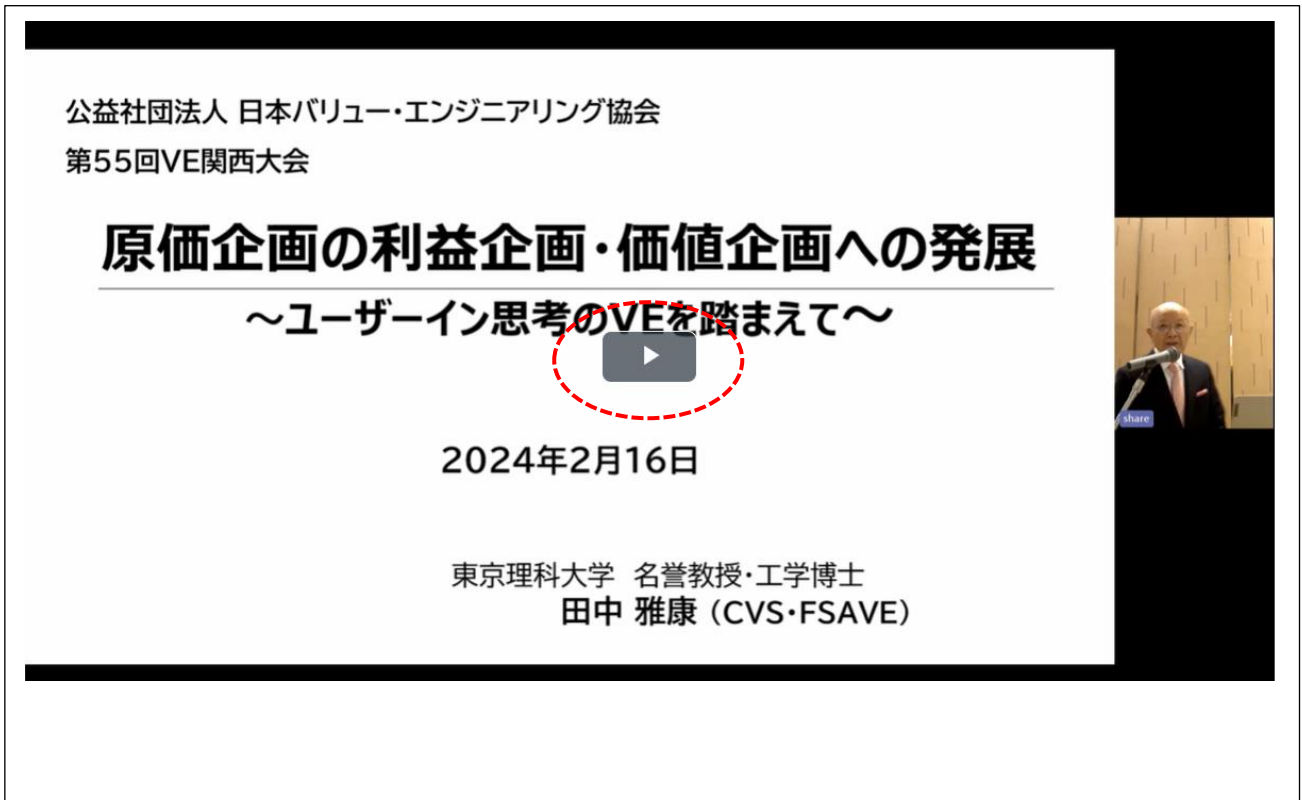 公益社団法人 日本バリュー・エンジニアリング協会
第55回VE関西大会
原価企画の利益企画・価値企画への発展
～ユーザーイン思考のVEを踏まえて～
share
2024年2月16日
東京理科大学 名誉教授・工学博士
田中 雅康（CVS・FSAVE）